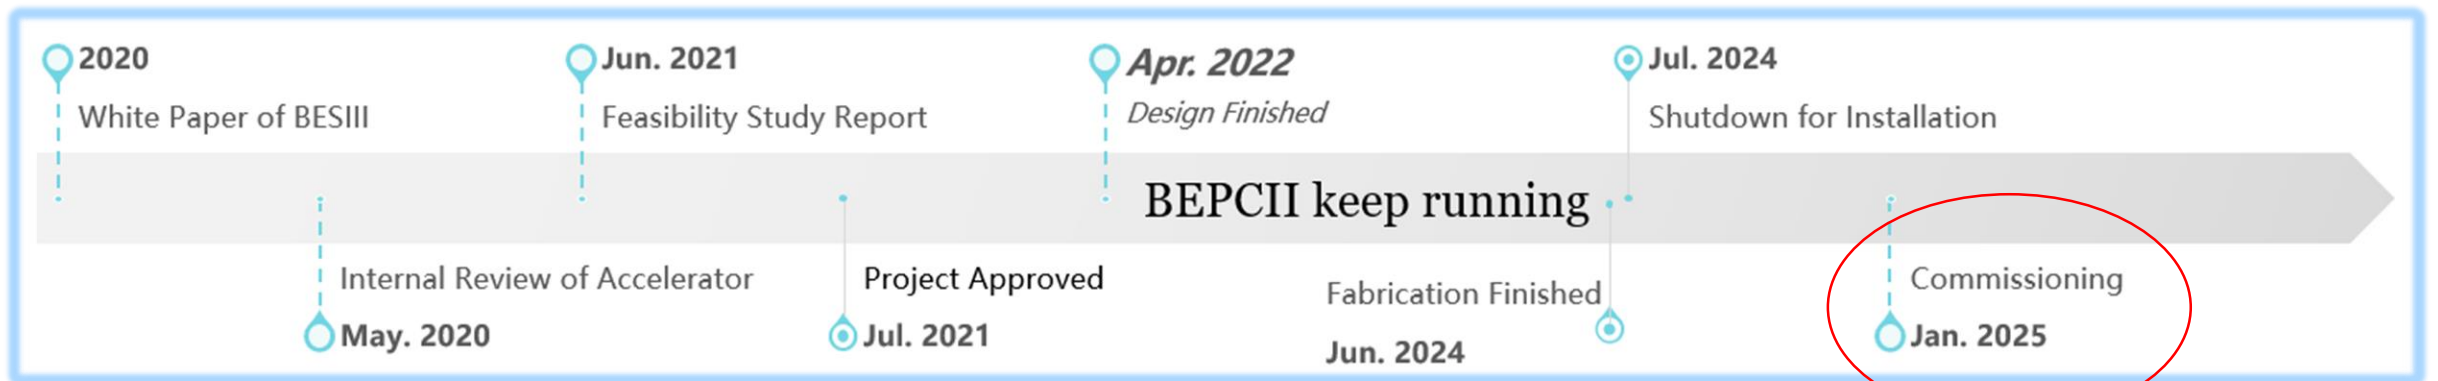 2020
White Paper of BESIII
Jun. 2021
Feasibility Study Report
Apr. 2022
Design Finished
Jul. 2024
Shutdown for Installation
BEPCII keep running
Internal Review of Accelerator
May. 2020
Project Approved
Jul. 2021
Fabrication Finished
Jun. 2024
Commissioning
Jan. 2025